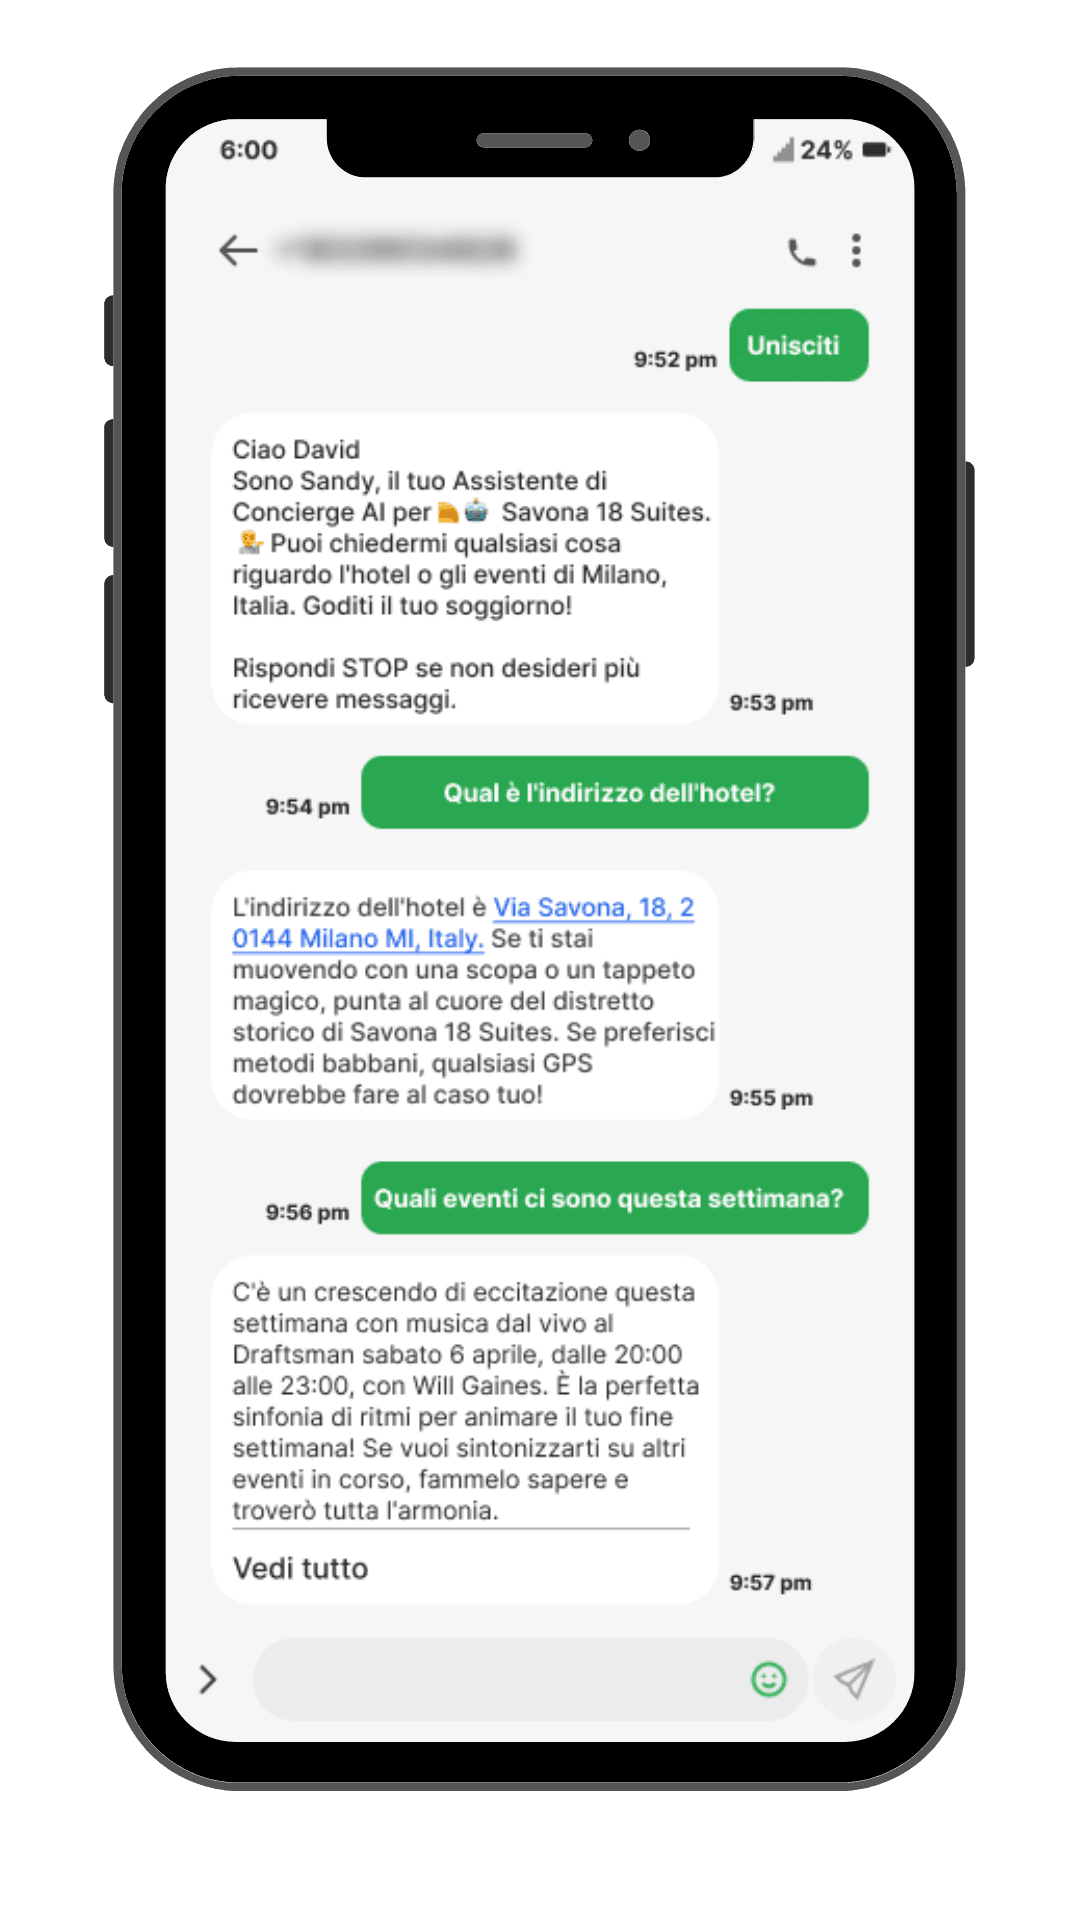 6:00
24%
Unisciti
9:52 pm
Ciao David
Sono Sandy, il tuo Assistente di
Concierge AI per Savona 18 Suites.
Puoi chiedermi qualsiasi cosa
riguardo l'hotel o gli eventi di Milano,
Italia. Goditi il tuo soggiorno!
Rispondi STOP se non desideri più
ricevere messaggi.
9:53 pm
Qual è l'indirizzo dell'hotel?
9:54 pm
L'indirizzo dell'hotel è Via Savona, 18, 2
0144 Milano MI, Italy. Se ti stai
muovendo con una scopa o un tappeto
magico, punta al cuore del distretto
storico di Savona 18 Suites. Se preferisci
metodi babbani, qualsiasi GPS
dovrebbe fare al caso tuo!
9:55 pm
Quali eventi ci sono questa settimana?
9:56 pm
C'è un crescendo di eccitazione questa
settimana con musica dal vivo al
Draftsman sabato 6 aprile, dalle 20:00
alle 23:00, con Will Gaines. È la perfetta
sinfonia di ritmi per animare il tuo fine
settimana! Se vuoi sintonizzarti su altri
eventi in corso, fammelo sapere e
troverò tutta l'armonia.
Vedi tutto
9:57 pm